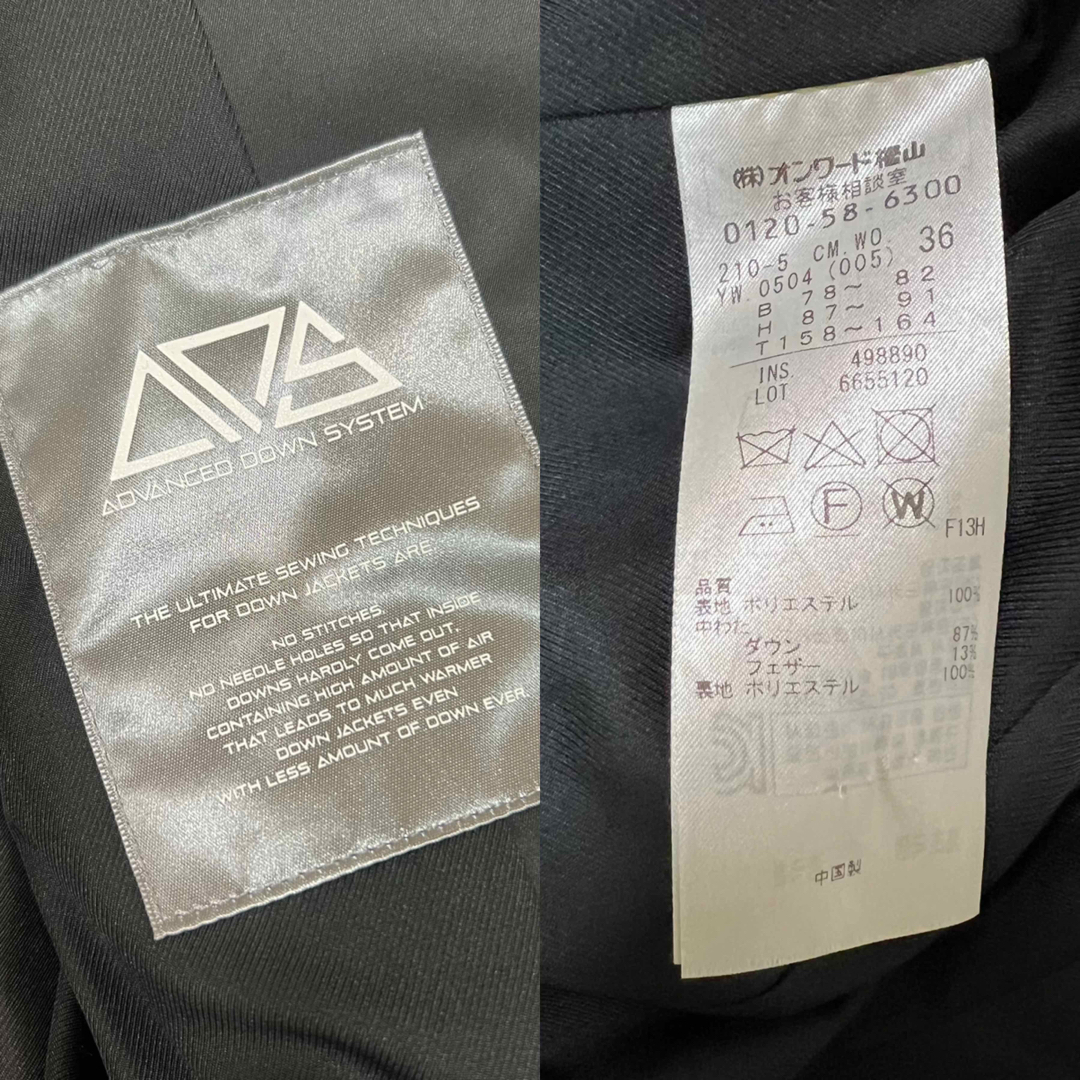 ADS
ADVANCED DOWN SYSTEM
THE ULTIMATE SEWING TECHNIQUES
FOR DOWN JACKETS ARE
NO STITCHES.
NO NEEDLE HOLES SO THAT INSIDE
DOWNS HARDLY COME OUT.
CONTAINING HIGH AMOUNT OF AIR
THAT LEADS TO MUCH WARMER
DOWN JACKETS EVEN
WITH LESS AMOUNT OF DOWN EVER.
(株)オンワード樫山
お客様相談室
0120-58-6300
210-5 CM.WO. 36
YW.0504 (005)
B 78~ 82
H 87~ 91
T158~164
INS. 498890
LOT 6655120
F
W
F13H
品質
表地 ポリエステル 100%
中わた
ダウン 87%
フェザー 13%
裏地 ポリエステル 100%
中国製